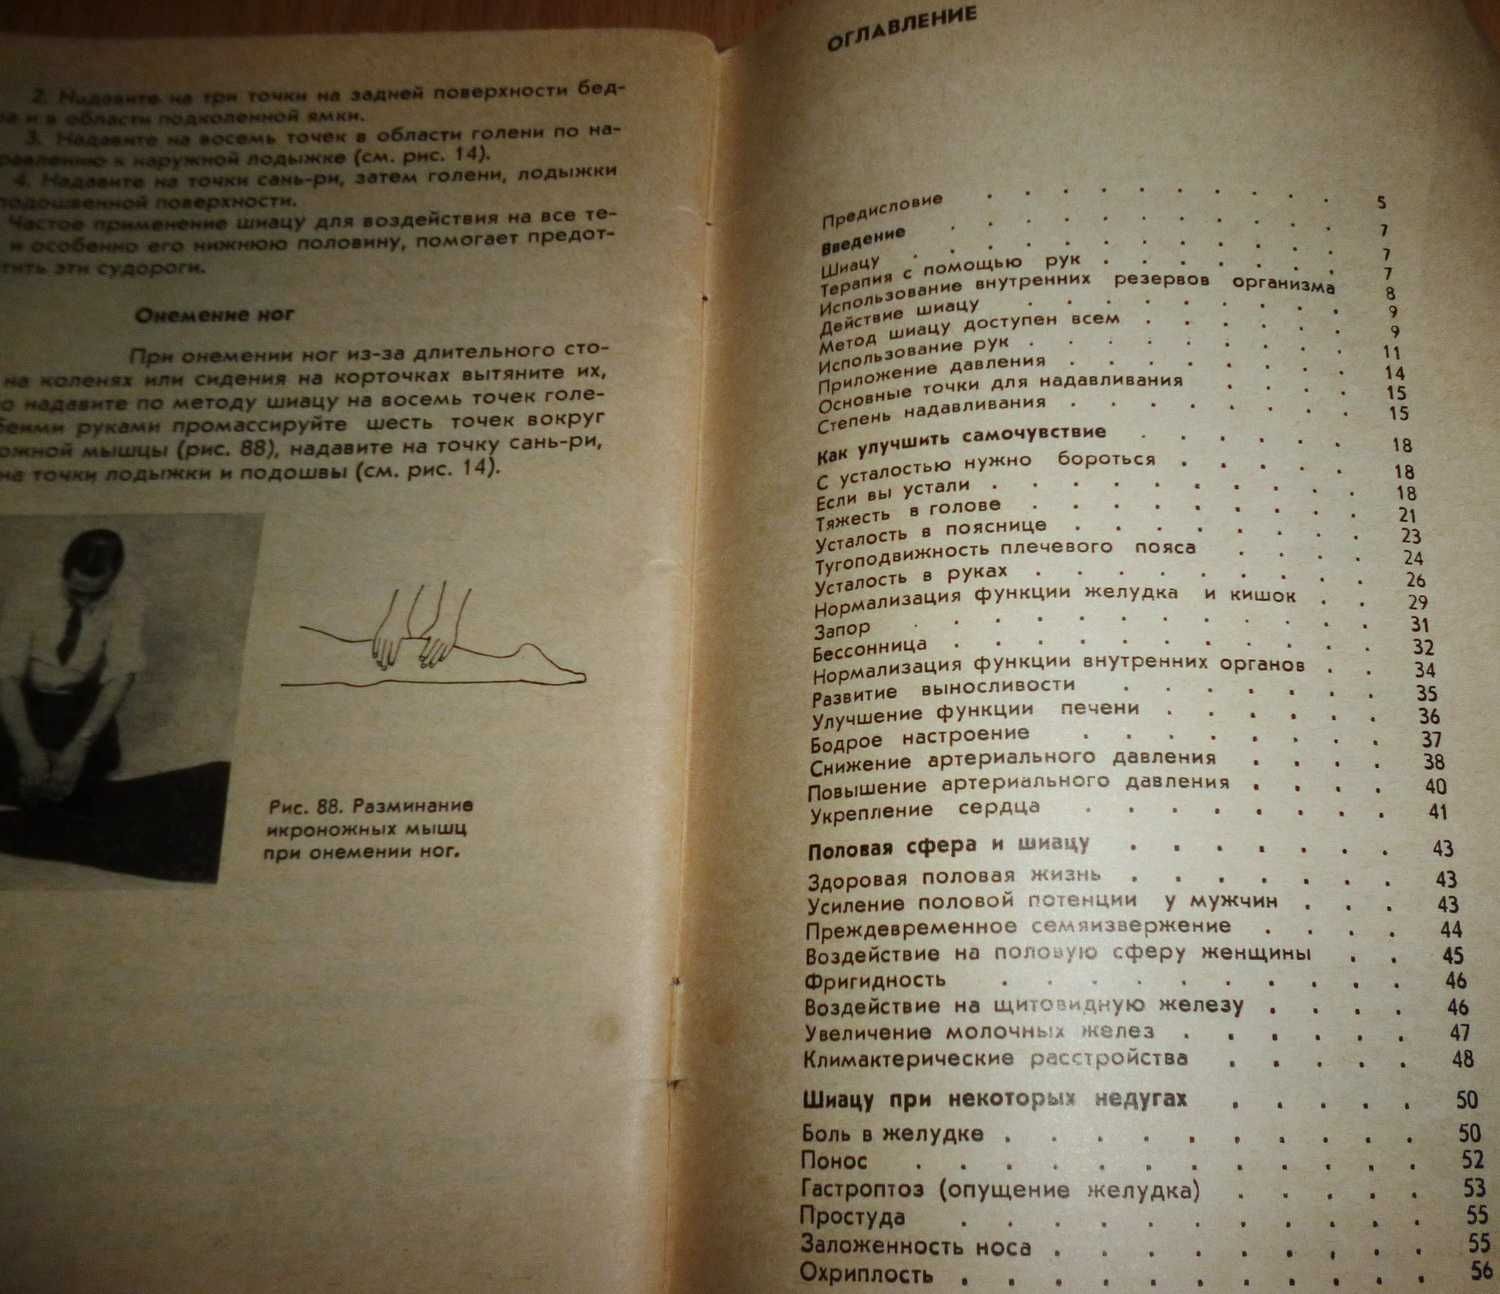 2. Надавите на три точки на задней поверхности бед-
ра и в области подколенной ямки.
3. Надавите на восемь точек в области голени по на-
правлению к наружной лодыжке (см. рис. 14).
4. Надавите на точки сань-ри, затем голени, лодыжки
подошвенной поверхности.
Частое применение шиацу для воздействия на все те-
и особенно его нижнюю половину, помогает предот-
тить эти судороги.
Онемение ног
При онемении ног из-за длительного сто-
на коленях или сидения на корточках вытяните их,
о надавите по методу шиацу на восемь точек голе-
беими руками промассируйте шесть точек вокруг
ожной мышцы (рис. 88), надавите на точку сань-ри,
на точки лодыжки и подошвы (см. рис. 14).
Рис. 88. Разминание
икроножных мышц
при онемении ног.
ОГЛАВЛЕНИЕ
Предисловие . . . . . . . . . . 5
Введение . . . . . . . . . . 7
Шиацу . . . . . . . . . . 7
Терапия с помощью рук . . . . . . 7
Использование внутренних резервов организма 8
Действие шиацу . . . . . . . . 9
Метод шиацу доступен всем . . . . . 9
Использование рук . . . . . . . . 11
Приложение давления . . . . . . . 14
Основные точки для надавливания . . . . 15
Степень надавливания . . . . . . . 15
Как улучшить самочувствие . . . . . 18
С усталостью нужно бороться . . . . . 18
Если вы устали . . . . . . . . . 18
Тяжесть в голове . . . . . . . . 21
Усталость в пояснице . . . . . . . 23
Тугоподвижность плечевого пояса . . . . 24
Усталость в руках . . . . . . . . 26
Нормализация функции желудка и кишок . . 29
Запор . . . . . . . . . . . 31
Бессонница . . . . . . . . . . 32
Нормализация функции внутренних органов . . 34
Развитие выносливости . . . . . . 35
Улучшение функции печени . . . . . . 36
Бодрое настроение . . . . . . . 37
Снижение артериального давления . . . . 38
Повышение артериального давления . . . . 40
Укрепление сердца . . . . . . . 41
Половая сфера и шиацу . . . . . . . 43
Здоровая половая жизнь . . . . . . . 43
Усиление половой потенции у мужчин . . . 43
Преждевременное семяизвержение . . . . 44
Воздействие на половую сферу женщины . . 45
Фригидность . . . . . . . . . 46
Воздействие на щитовидную железу . . . . 46
Увеличение молочных желез . . . . . . 47
Климактерические расстройства . . . . . 48
Шиацу при некоторых недугах . . . . . 50
Боль в желудке . . . . . . . . . . 50
Понос . . . . . . . . . . . . 52
Гастроптоз (опущение желудка) . . . . . 53
Простуда . . . . . . . . . . . 55
Заложенность носа . . . . . . . . . 55
Охриплость . . . . . . . . . . . 56